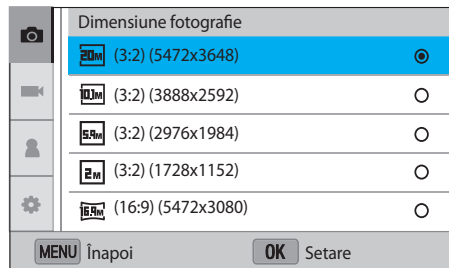 Dimensiune fotografie
20M (3:2) (5472x3648)
10.1M (3:2) (3888x2592)
5.9M (3:2) (2976x1984)
2M (3:2) (1728x1152)
16.9M (16:9) (5472x3080)
MENU Înapoi OK Setare